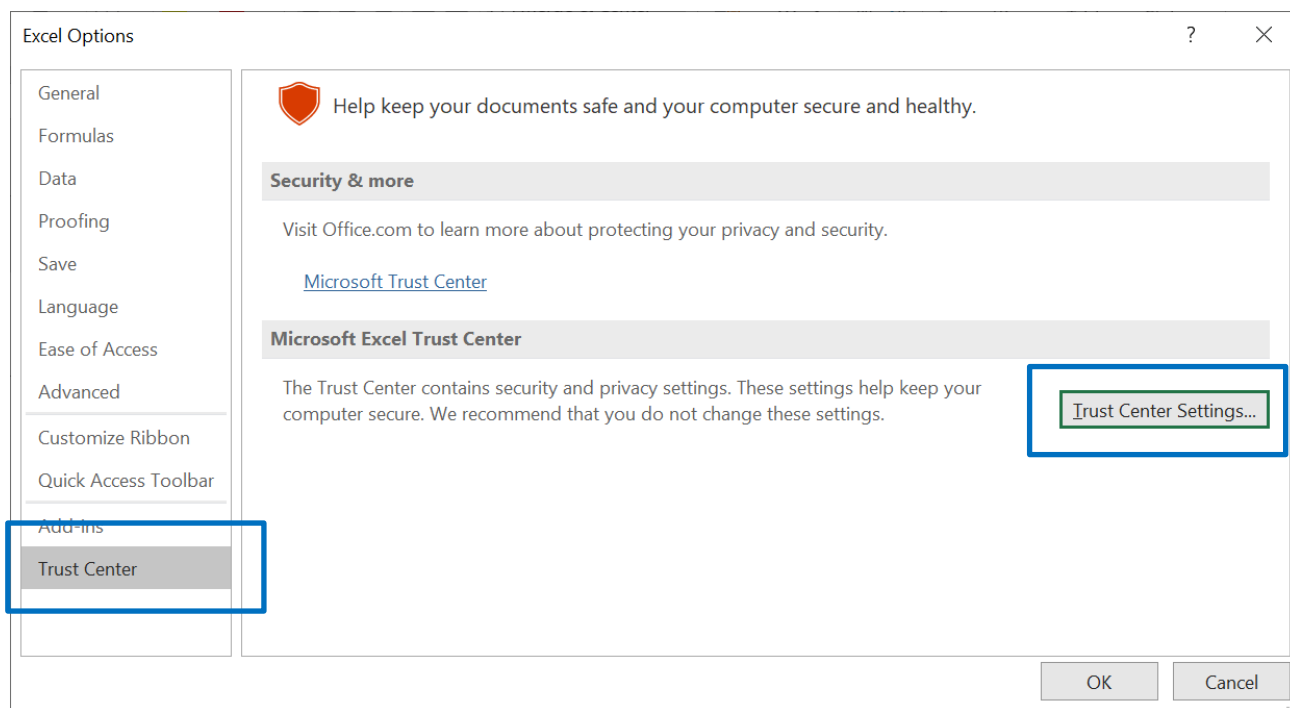 Excel Options
?
General
Formulas
Data
Proofing
Save
Language
Ease of Access
Advanced
Customize Ribbon
Quick Access Toolbar
Add-ins
Trust Center
Help keep your documents safe and your computer secure and healthy.
Security & more
Visit Office.com to learn more about protecting your privacy and security.
Microsoft Trust Center
Microsoft Excel Trust Center
The Trust Center contains security and privacy settings. These settings help keep your
computer secure. We recommend that you do not change these settings.
Trust Center Settings...
OK
Cancel